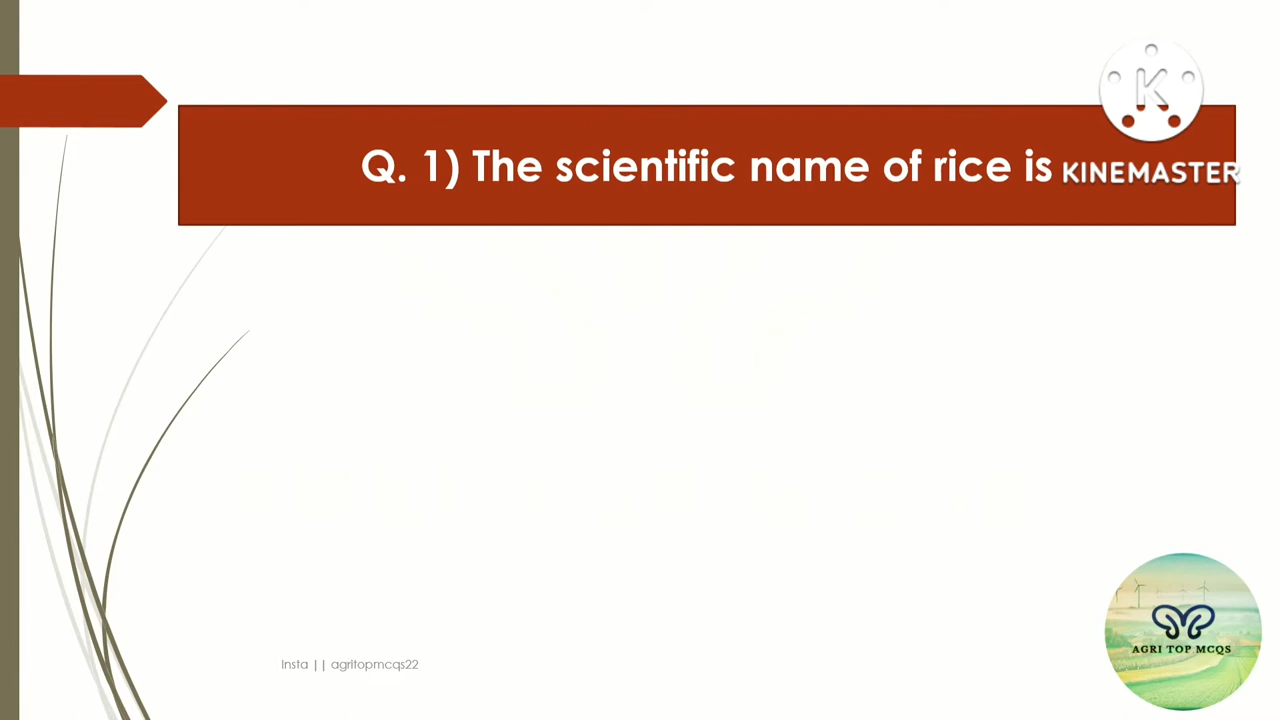 K
Q. 1) The scientific name of rice is
KINEMASTER
AGRI TOP MCQS
Insta || agritopmcqs22